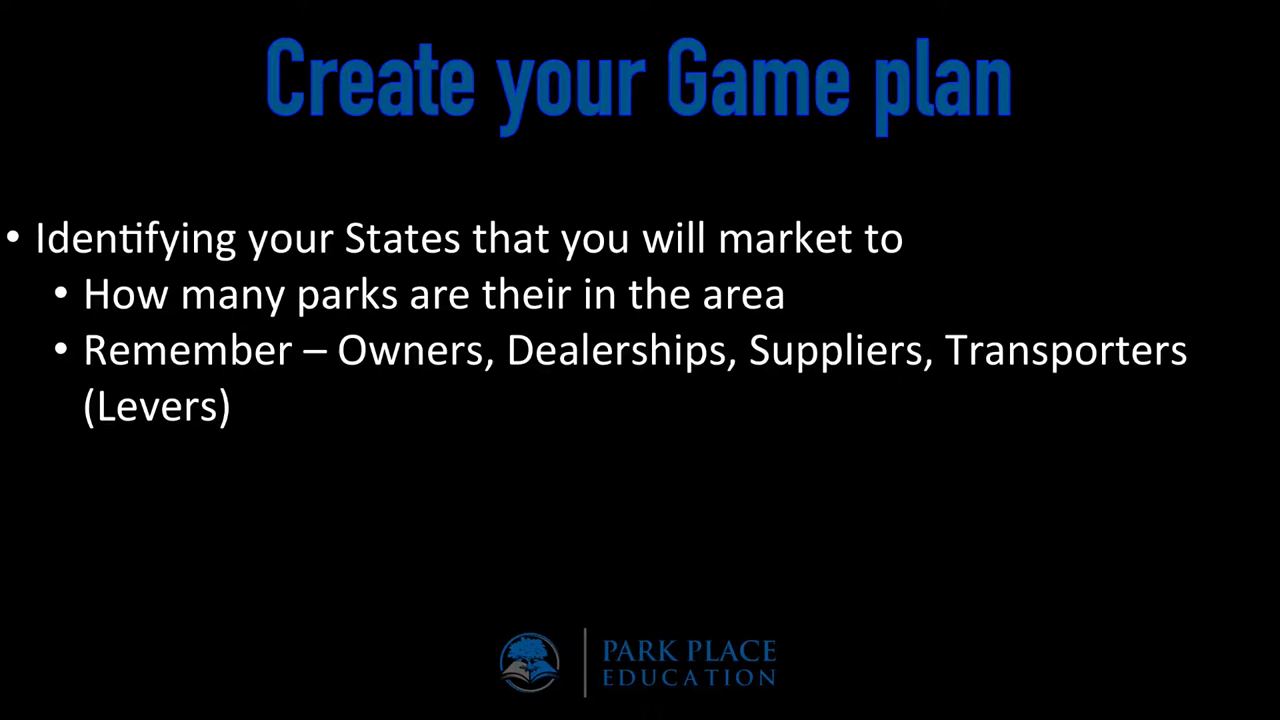 Create your Game plan
• Identifying your States that you will market to
• How many parks are their in the area
• Remember – Owners, Dealerships, Suppliers, Transporters
(Levers)
PARK PLACE
EDUCATION